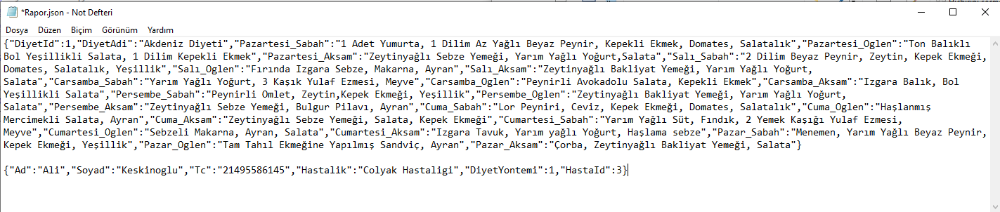 *Rapor.json - Not Defteri
Dosya Düzen Biçim Görünüm Yardım
{"DiyetId":1,"DiyetAdi":"Akdeniz Diyeti","Pazartesi_Sabah":"1 Adet Yumurta, 1 Dilim Az Yağlı Beyaz Peynir, Kepekli Ekmek, Domates, Salatalık","Pazartesi_Oglen":"Ton Balıklı
Bol Yeşillikli Salata, 1 Dilim Kepekli Ekmek","Pazartesi_Aksam":"Zeytinyağlı Sebze Yemeği, Yarım Yağlı Yoğurt,Salata","Salı_Sabah":"2 Dilim Beyaz Peynir, Zeytin, Kepek Ekmeği,
Domates, Salatalık, Yeşillik","Salı_Oglen":"Fırında Izgara Sebze, Makarna, Ayran","Salı_Aksam":"Zeytinyağlı Bakliyat Yemeği, Yarım Yağlı Yoğurt,
Salata","Carsamba_Sabah":"Yarım Yağlı Yoğurt, 3 Kaşık Yulaf Ezmesi, Meyve","Carsamba_Oglen":"Peynirli Avokadolu Salata, Kepekli Ekmek","Carsamba_Aksam":"Izgara Balık, Bol
Yeşillikli Salata","Persembe_Sabah":"Peynirli Omlet, Zeytin,Kepek Ekmeği, Yeşillik","Persembe_Oglen":"Zeytinyağlı Bakliyat Yemeği, Yarım Yağlı Yoğurt,
Salata","Persembe_Aksam":"Zeytinyağlı Sebze Yemeği, Bulgur Pilavı, Ayran","Cuma_Sabah":"Lor Peyniri, Ceviz, Kepek Ekmeği, Domates, Salatalık","Cuma_Oglen":"Haşlanmış
Mercimekli Salata, Ayran","Cuma_Aksam":"Zeytinyağlı Sebze Yemeği, Salata, Kepek Ekmeği","Cumartesi_Sabah":"Yarım Yağlı Süt, Fındık, 2 Yemek Kaşığı Yulaf Ezmesi,
Meyve","Cumartesi_Oglen":"Sebzeli Makarna, Ayran, Salata","Cumartesi_Aksam":"Izgara Tavuk, Yarım yağlı Yoğurt, Haşlama sebze","Pazar_Sabah":"Menemen, Yarım Yağlı Beyaz Peynir,
Kepek Ekmeği, Yeşillik","Pazar_Oglen":"Tam Tahıl Ekmeğine Yapılmış Sandviç, Ayran","Pazar_Aksam":"Çorba, Zeytinyağlı Bakliyat Yemeği, Salata"}
{"Ad":"Ali","Soyad":"Keskinoglu","Tc":"21495586145","Hastalik":"Colyak Hastaligi","DiyetYontemi":1,"HastaId":3}